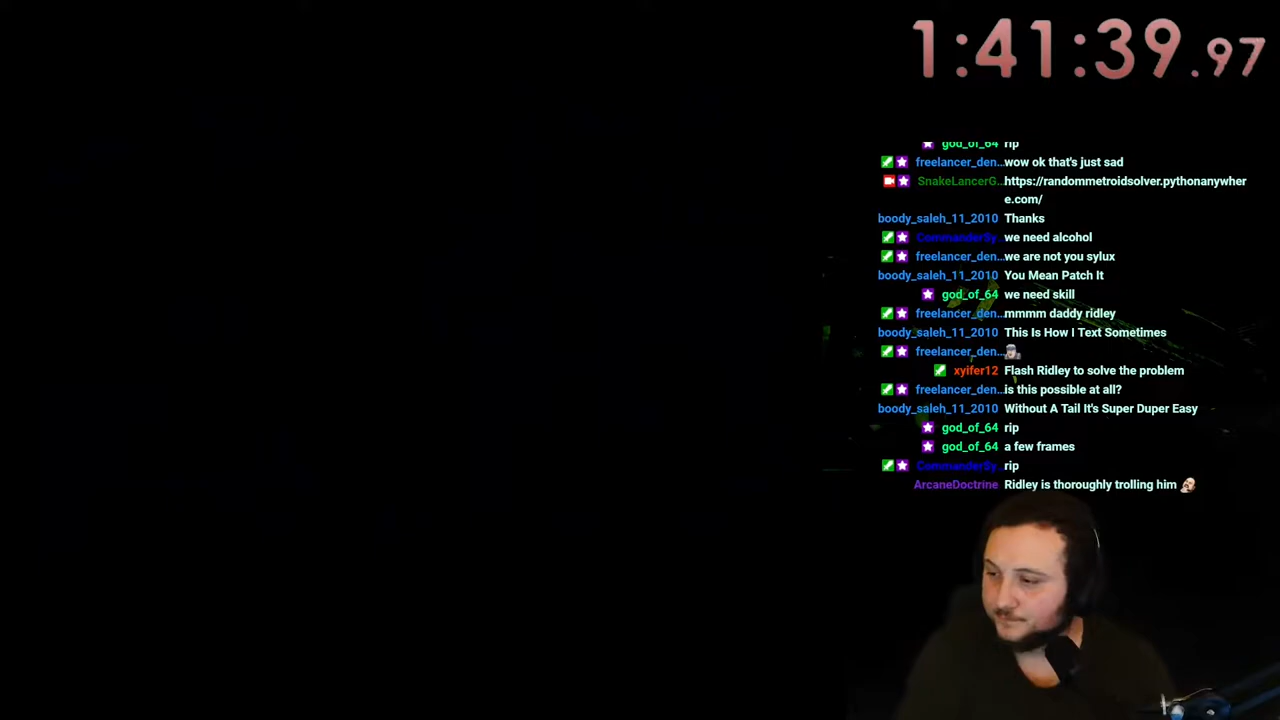 1:41:39.97
god_of_64 rip
freelancer_den... wow ok that's just sad
SnakeLancerG... https://randommetroidsolver.pythonanywher
e.com/
boody_saleh_11_2010 Thanks
CommanderSy... we need alcohol
freelancer_den... we are not you sylux
boody_saleh_11_2010 You Mean Patch It
god_of_64 we need skill
freelancer_den... mmmm daddy ridley
boody_saleh_11_2010 This Is How I Text Sometimes
freelancer_den...
xyifer12 Flash Ridley to solve the problem
freelancer_den... is this possible at all?
boody_saleh_11_2010 Without A Tail It's Super Duper Easy
god_of_64 rip
god_of_64 a few frames
CommanderSy... rip
ArcaneDoctrine Ridley is thoroughly trolling him